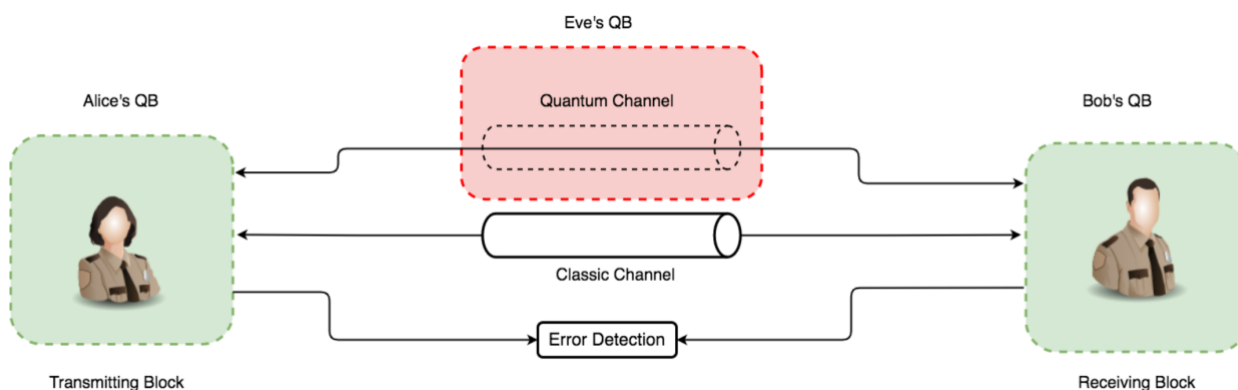 Eve's QB
Alice's QB
Quantum Channel
Bob's QB
Classic Channel
Error Detection
Transmitting Block
Receiving Block